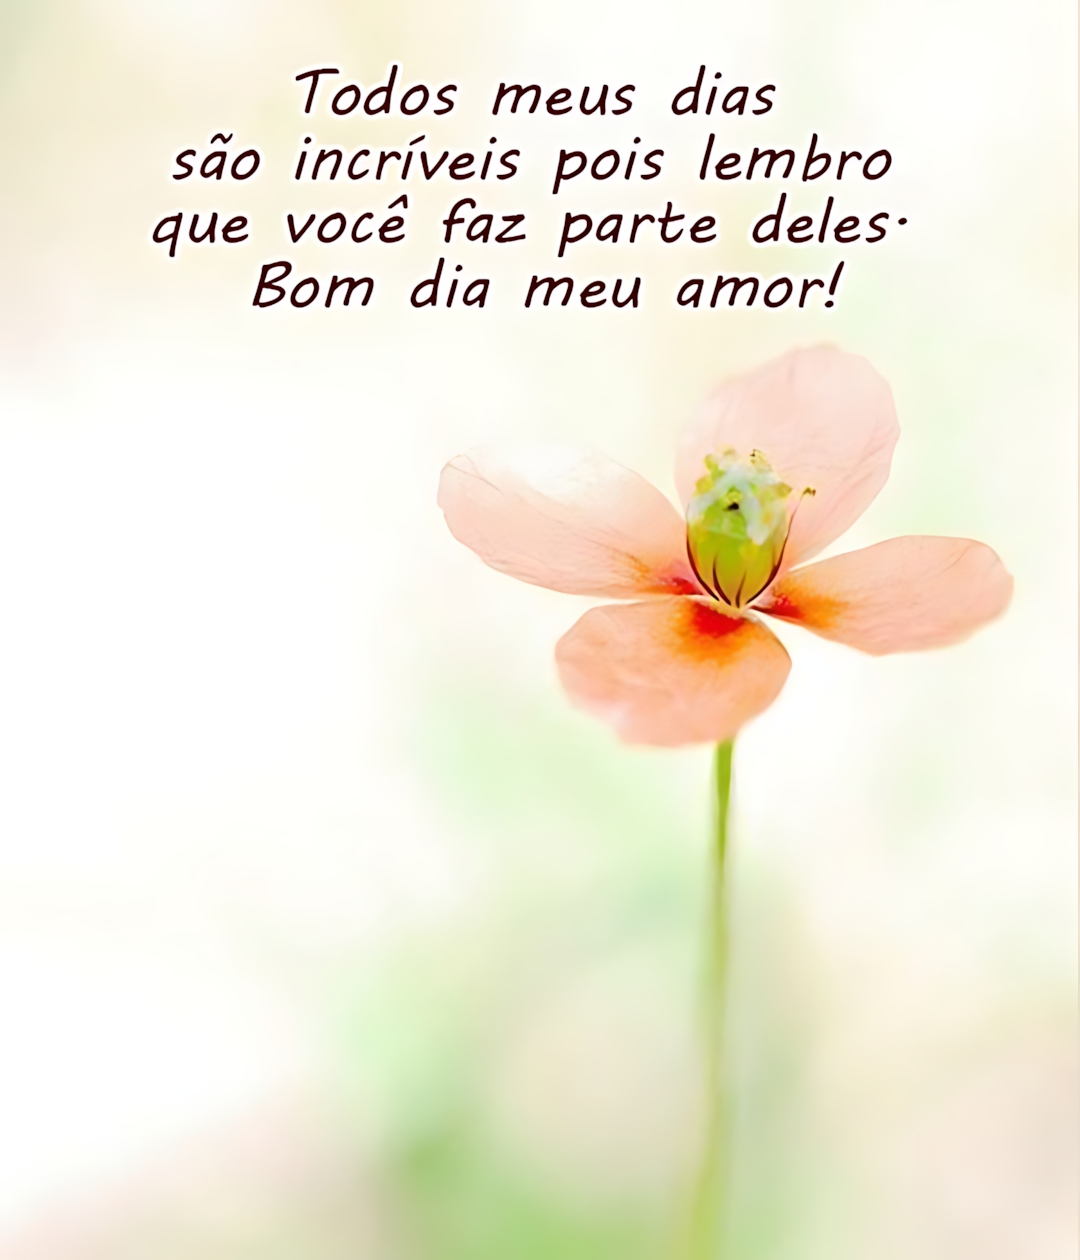 Todos meus dias
são incríveis pois lembro
que você faz parte deles.
Bom dia meu amor!